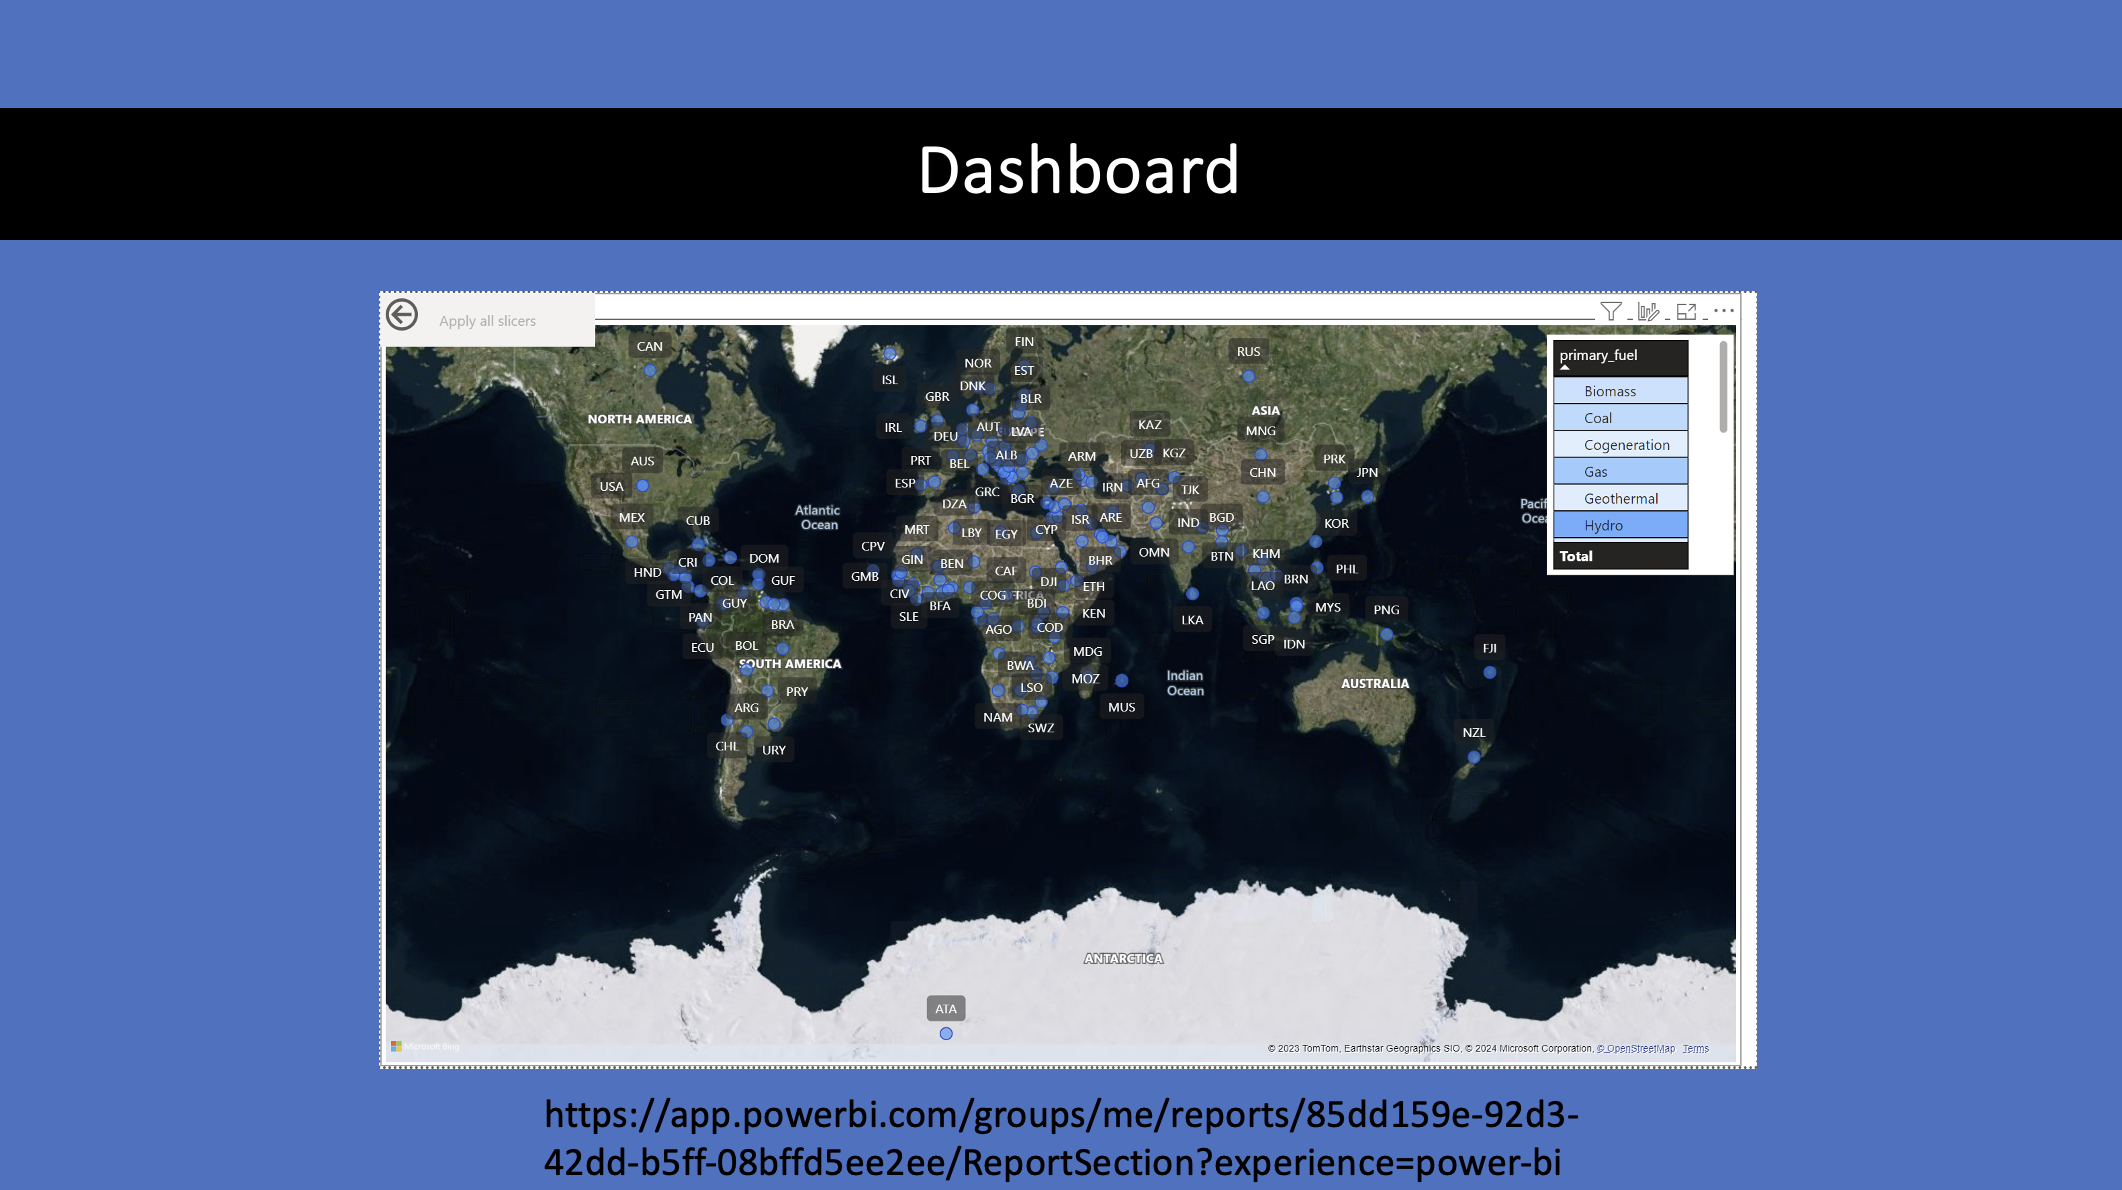 Dashboard
Apply all slicers
primary_fuel
Biomass
Coal
Cogeneration
Gas
Geothermal
Hydro
Total
CAN
ISL
FIN
NOR
EST
DNK
GBR
BLR
RUS
NORTH AMERICA
ASIA
IRL
DEU
AUT
LVA
KAZ
MNG
AUS
PRT
BEL
ALB
ARM
UZB
KGZ
PRK
USA
ESP
AZE
IRN
AFG
TJK
CHN
JPN
GRC
BGR
DZA
MEX
CUB
Atlantic
Ocean
MRT
LBY
EGY
CYP
ISR
ARE
IND
BGD
KOR
CPV
CRI
DOM
GIN
BEN
CAF
BHR
OMN
BTN
KHM
HND
COL
GUF
GMB
DJI
ETH
LAO
BRN
PHL
GTM
GUY
CIV
BFA
COG
BDI
PAN
BRA
SLE
AGO
COD
KEN
LKA
MYS
PNG
ECU
BOL
SGP
IDN
FJI
SOUTH AMERICA
BWA
MDG
PRY
LSO
MOZ
Indian
Ocean
AUSTRALIA
ARG
NAM
SWZ
MUS
CHL
URY
NZL
ANTARCTICA
ATA
Microsoft Bing
© 2023 TomTom, Earthstar Geographics SIO, © 2024 Microsoft Corporation, © OpenStreetMap Terms
https://app.powerbi.com/groups/me/reports/85dd159e-92d3-
42dd-b5ff-08bffd5ee2ee/ReportSection?experience=power-bi